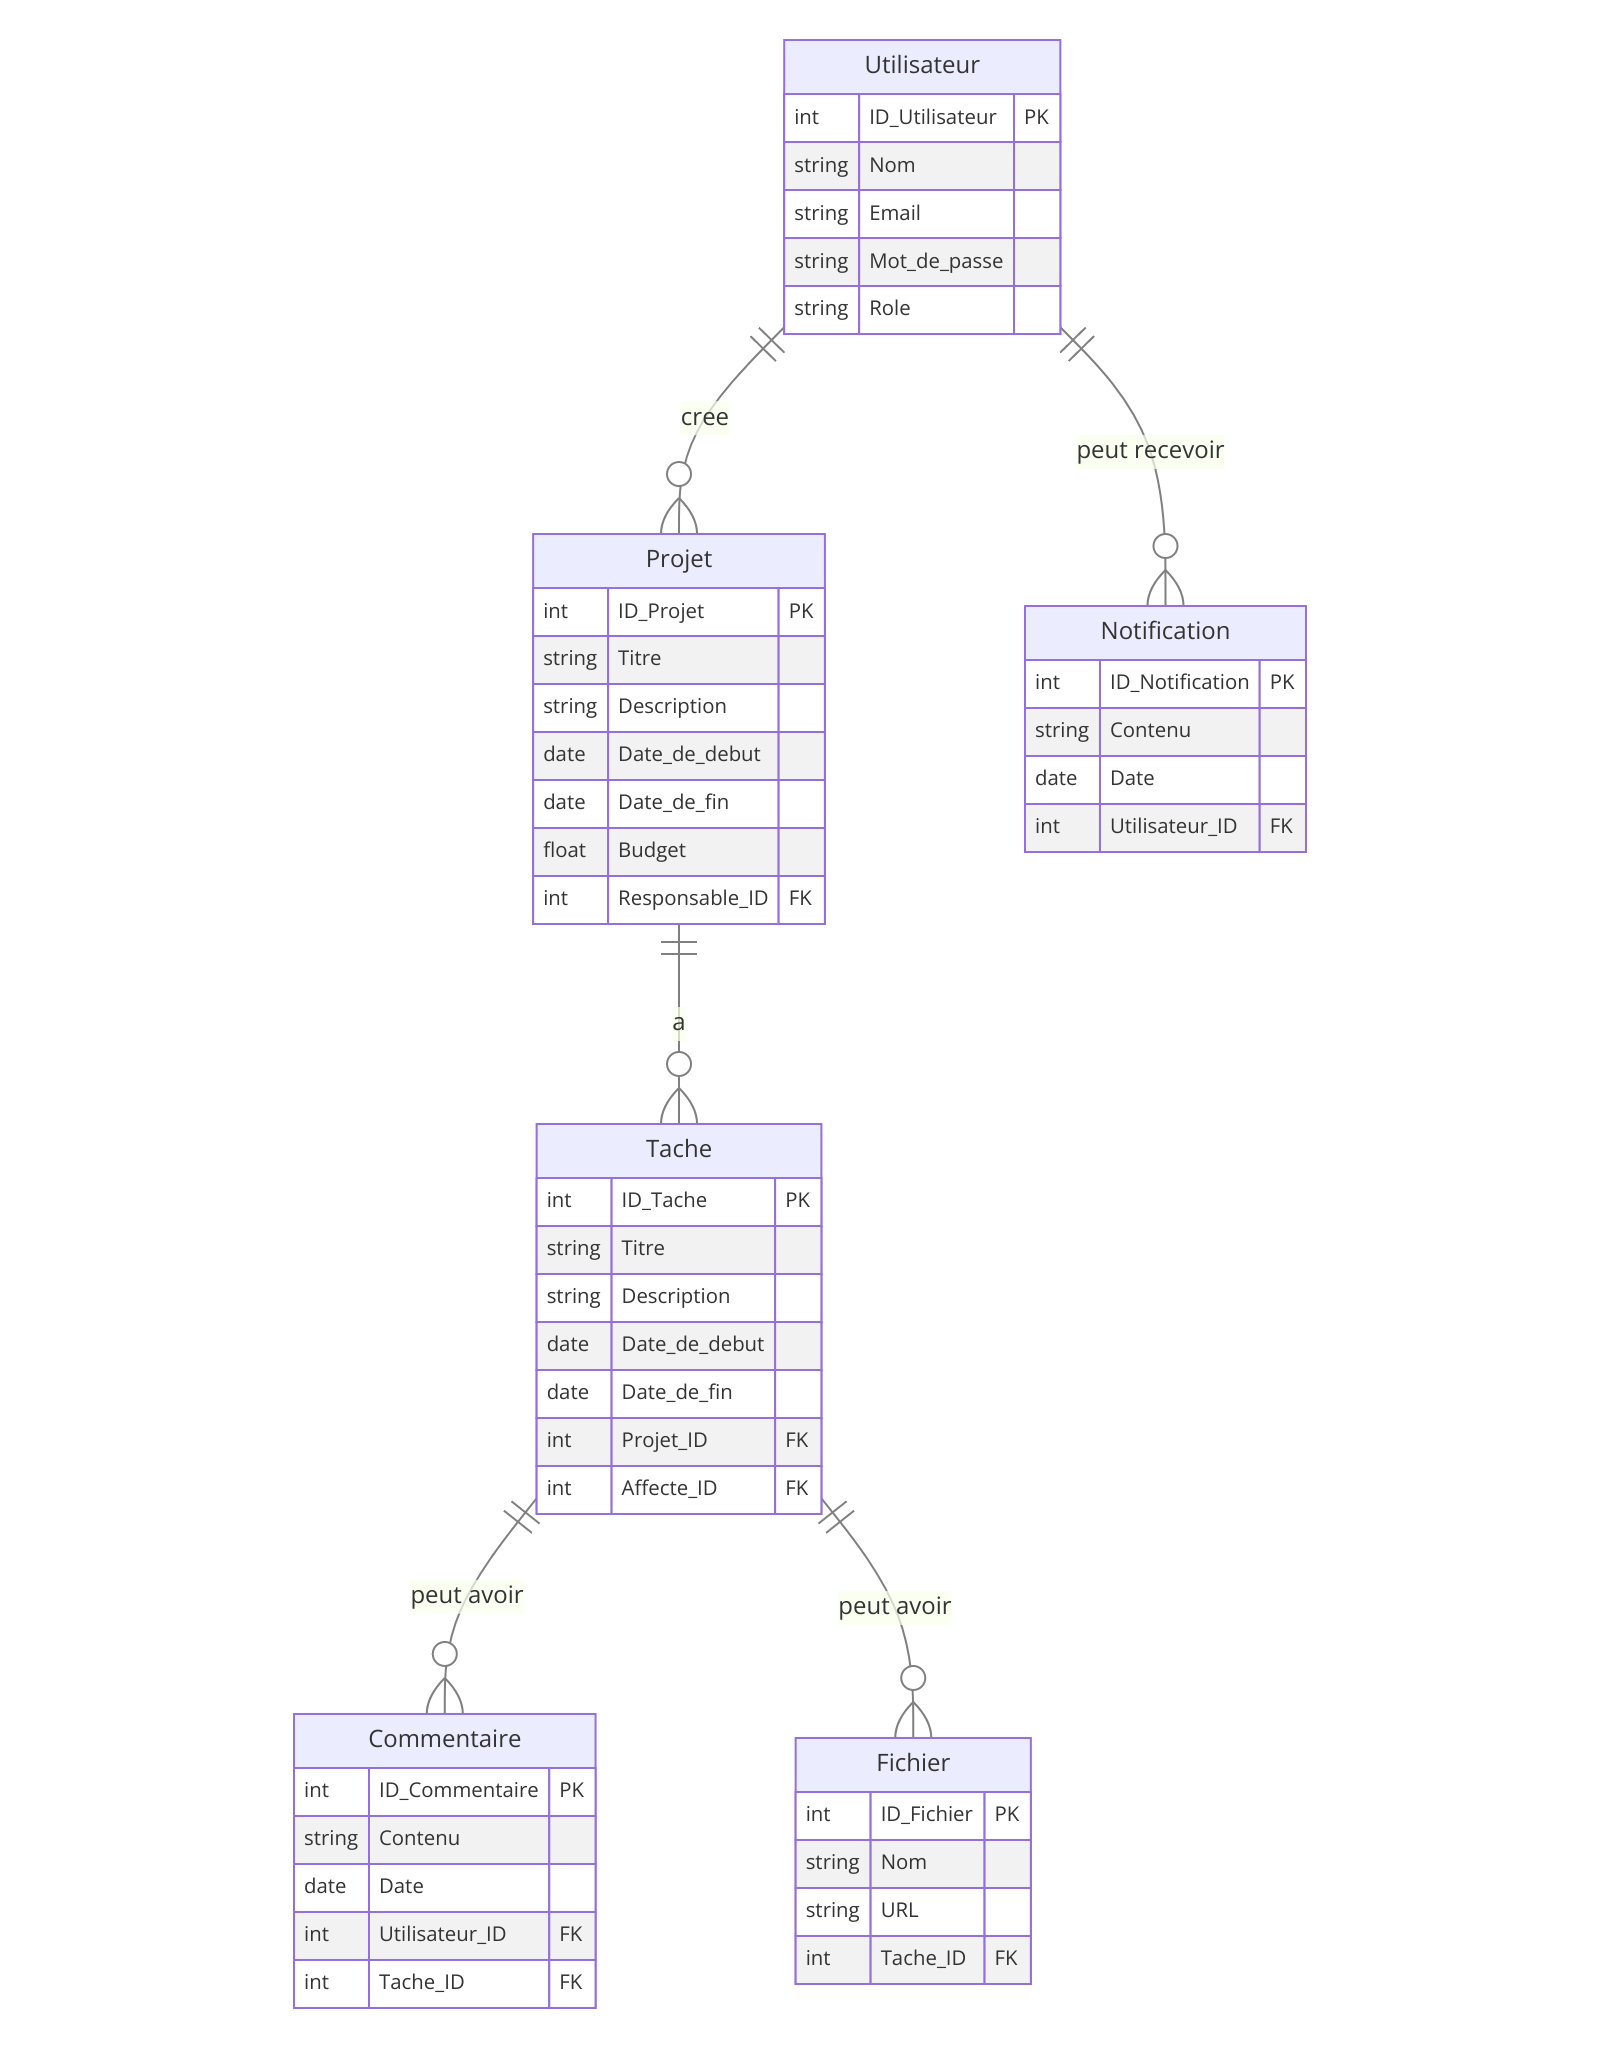 Utilisateur
int ID_Utilisateur PK
string Nom
string Email
string Mot_de_passe
string Role
cree
peut recevoir
Projet
int ID_Projet PK
string Titre
string Description
date Date_de_debut
date Date_de_fin
float Budget
int Responsable_ID FK
Notification
int ID_Notification PK
string Contenu
date Date
int Utilisateur_ID FK
a
Tache
int ID_Tache PK
string Titre
string Description
date Date_de_debut
date Date_de_fin
int Projet_ID FK
int Affecte_ID FK
peut avoir
peut avoir
Commentaire
int ID_Commentaire PK
string Contenu
date Date
int Utilisateur_ID FK
int Tache_ID FK
Fichier
int ID_Fichier PK
string Nom
string URL
int Tache_ID FK